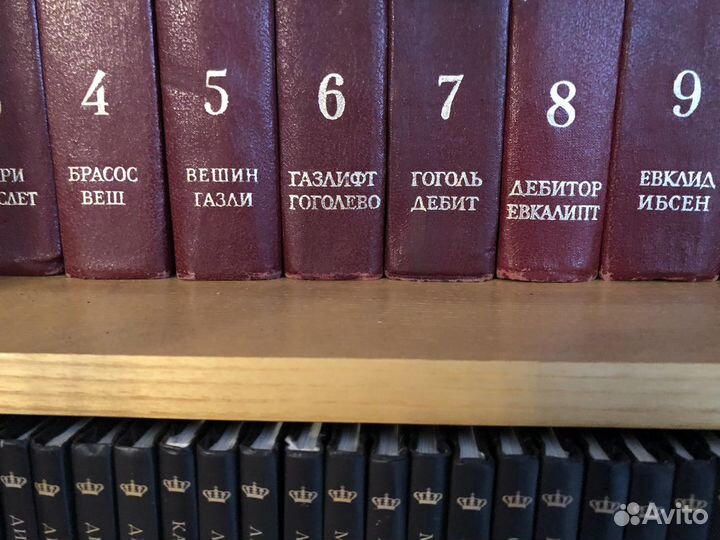 4
БРАСОС
ВЕШ
5
ВЕШИН
ГАЗЛИ
6
ГАЗЛИФТ
ГОГОЛЕВО
7
ГОГОЛЬ
ДЕБИТ
8
ДЕБИТОР
ЕВКАЛИПТ
9
ЕВКЛИД
ИБСЕН
Avito